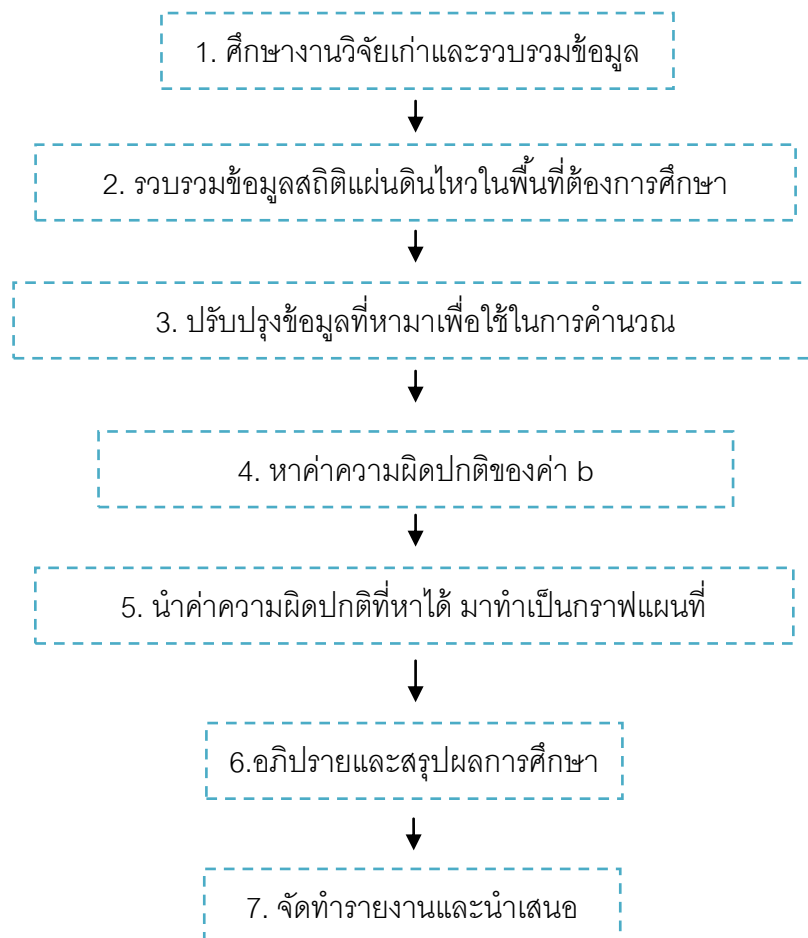 1. ศึกษางานวิจัยเก่าและรวบรวมข้อมูล
2. รวบรวมข้อมูลสถิติแผ่นดินไหวในพื้นที่ต้องการศึกษา
3. ปรับปรุงข้อมูลที่หามาเพื่อใช้ในการคำนวณ
4. หาค่าความผิดปกติของค่า b
5. นำค่าความผิดปกติที่หาได้ มาทำเป็นกราฟแผนที่
6.อภิปรายและสรุปผลการศึกษา
7. จัดทำรายงานและนำเสนอ